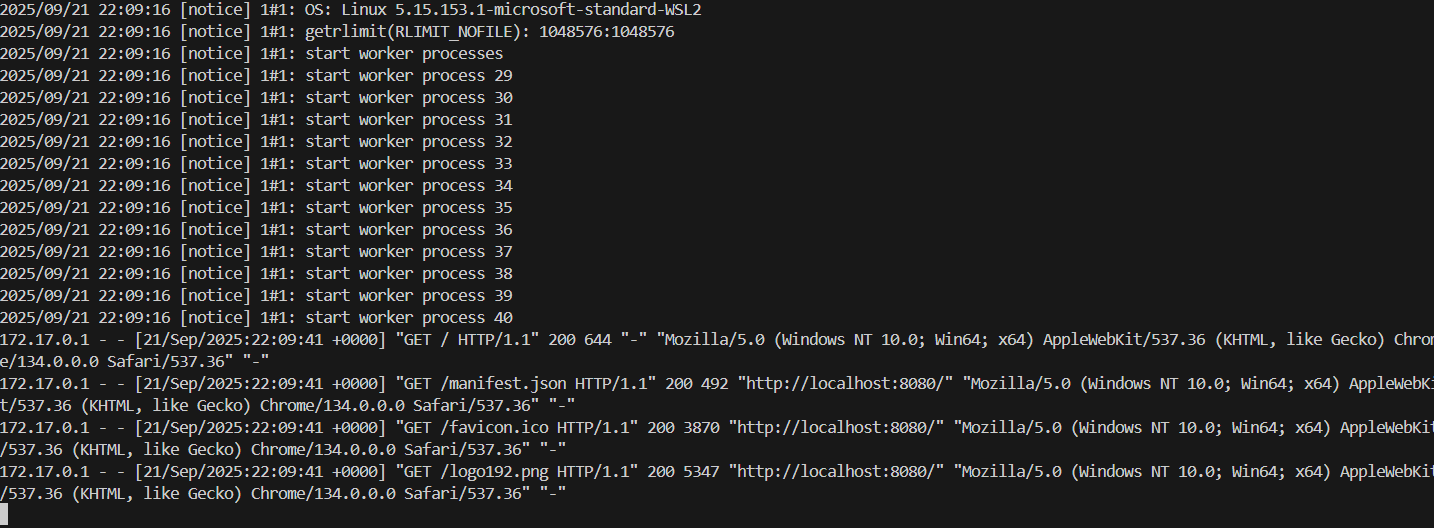 2025/09/21 22:09:16 [notice] 1#1: OS: Linux 5.15.153.1-microsoft-standard-WSL2
2025/09/21 22:09:16 [notice] 1#1: getrlimit(RLIMIT_NOFILE): 1048576:1048576
2025/09/21 22:09:16 [notice] 1#1: start worker processes
2025/09/21 22:09:16 [notice] 1#1: start worker process 29
2025/09/21 22:09:16 [notice] 1#1: start worker process 30
2025/09/21 22:09:16 [notice] 1#1: start worker process 31
2025/09/21 22:09:16 [notice] 1#1: start worker process 32
2025/09/21 22:09:16 [notice] 1#1: start worker process 33
2025/09/21 22:09:16 [notice] 1#1: start worker process 34
2025/09/21 22:09:16 [notice] 1#1: start worker process 35
2025/09/21 22:09:16 [notice] 1#1: start worker process 36
2025/09/21 22:09:16 [notice] 1#1: start worker process 37
2025/09/21 22:09:16 [notice] 1#1: start worker process 38
2025/09/21 22:09:16 [notice] 1#1: start worker process 39
2025/09/21 22:09:16 [notice] 1#1: start worker process 40
172.17.0.1 - - [21/Sep/2025:22:09:41 +0000] "GET / HTTP/1.1" 200 644 "-" "Mozilla/5.0 (Windows NT 10.0; Win64; x64) AppleWebKit/537.36 (KHTML, like Gecko) Chrom
e/134.0.0.0 Safari/537.36" "-"
172.17.0.1 - - [21/Sep/2025:22:09:41 +0000] "GET /manifest.json HTTP/1.1" 200 492 "http://localhost:8080/" "Mozilla/5.0 (Windows NT 10.0; Win64; x64) AppleWebKi
t/537.36 (KHTML, like Gecko) Chrome/134.0.0.0 Safari/537.36" "-"
172.17.0.1 - - [21/Sep/2025:22:09:41 +0000] "GET /favicon.ico HTTP/1.1" 200 3870 "http://localhost:8080/" "Mozilla/5.0 (Windows NT 10.0; Win64; x64) AppleWebKit
/537.36 (KHTML, like Gecko) Chrome/134.0.0.0 Safari/537.36" "-"
172.17.0.1 - - [21/Sep/2025:22:09:41 +0000] "GET /logo192.png HTTP/1.1" 200 5347 "http://localhost:8080/" "Mozilla/5.0 (Windows NT 10.0; Win64; x64) AppleWebKit
/537.36 (KHTML, like Gecko) Chrome/134.0.0.0 Safari/537.36" "-"